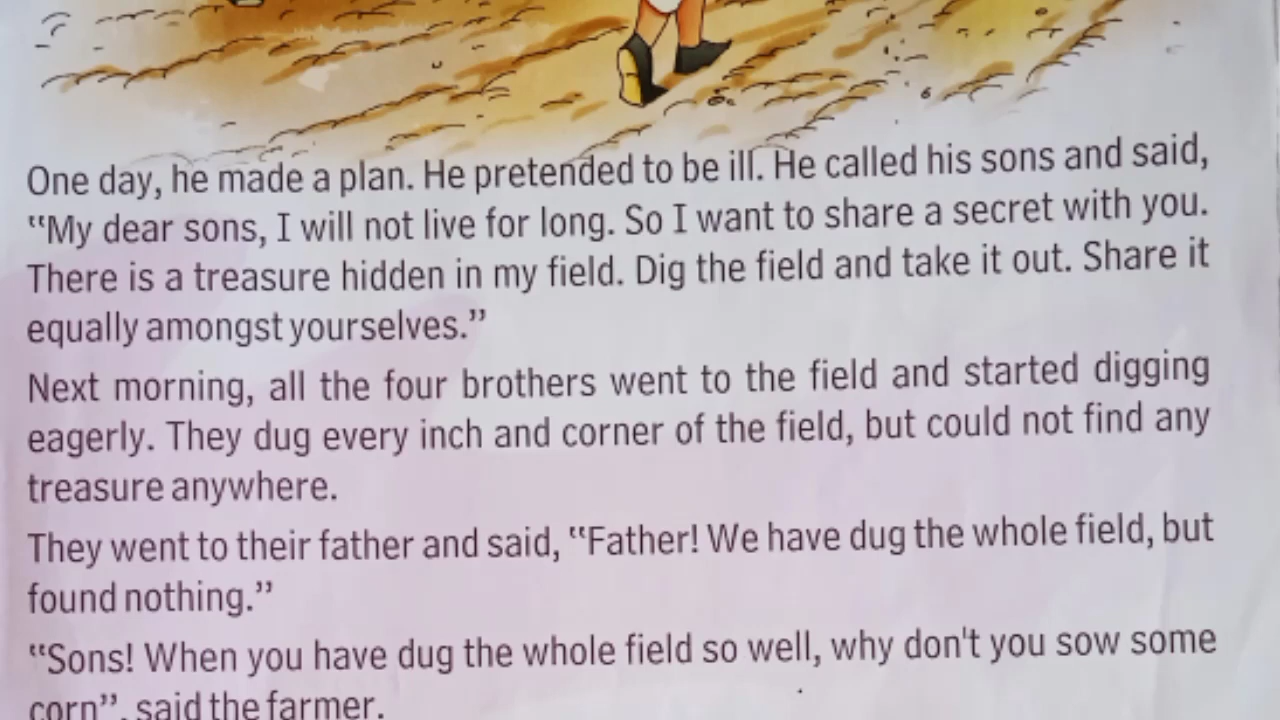 One day, he made a plan. He pretended to be ill. He called his sons and said,
“My dear sons, I will not live for long. So I want to share a secret with you.
There is a treasure hidden in my field. Dig the field and take it out. Share it
equally amongst yourselves.”
Next morning, all the four brothers went to the field and started digging
eagerly. They dug every inch and corner of the field, but could not find any
treasure anywhere.
They went to their father and said, “Father! We have dug the whole field, but
found nothing.”
“Sons! When you have dug the whole field so well, why don't you sow some
corn”, said the farmer.